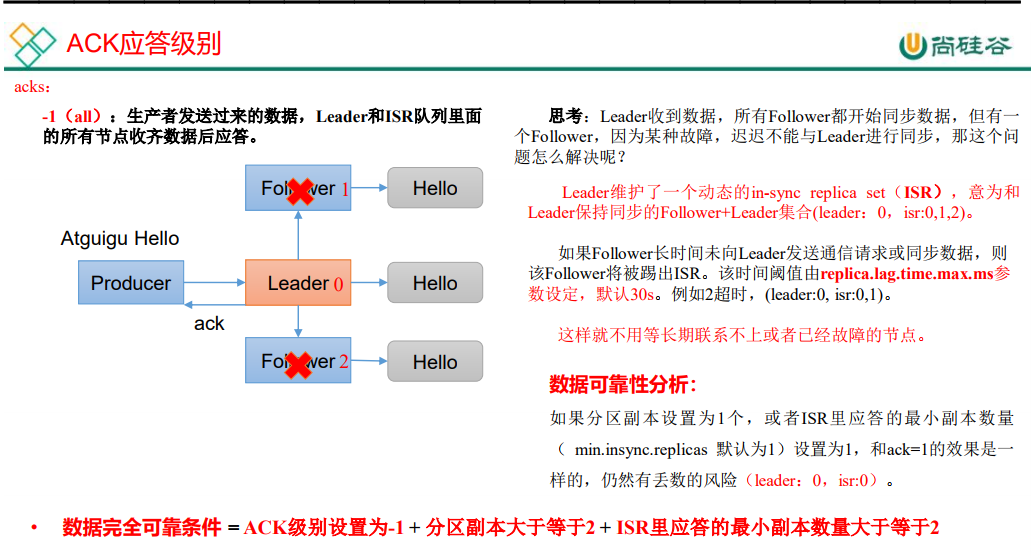 ACK应答级别
尚硅谷
acks：
-1（all）：生产者发送过来的数据，Leader和ISR队列里面
的所有节点收齐数据后应答。
Follower 1
Hello
Atguigu Hello
Producer
Leader 0
Hello
ack
Follower 2
Hello
思考：Leader收到数据，所有Follower都开始同步数据，但有一
个Follower，因为某种故障，迟迟不能与Leader进行同步，那这个问
题怎么解决呢？
Leader维护了一个动态的in-sync replica set（ISR），意为和
Leader保持同步的Follower+Leader集合(leader：0，isr:0,1,2)。
如果Follower长时间未向Leader发送通信请求或同步数据，则
该Follower将被踢出ISR。该时间阈值由replica.lag.time.max.ms参
数设定，默认30s。例如2超时，(leader:0, isr:0,1)。
这样就不用等长期联系不上或者已经故障的节点。
数据可靠性分析：
如果分区副本设置为1个，或者ISR里应答的最小副本数量
（ min.insync.replicas 默认为1）设置为1，和ack=1的效果是一
样的，仍然有丢数的风险（leader：0，isr:0）。
• 数据完全可靠条件 = ACK级别设置为-1 + 分区副本大于等于2 + ISR里应答的最小副本数量大于等于2